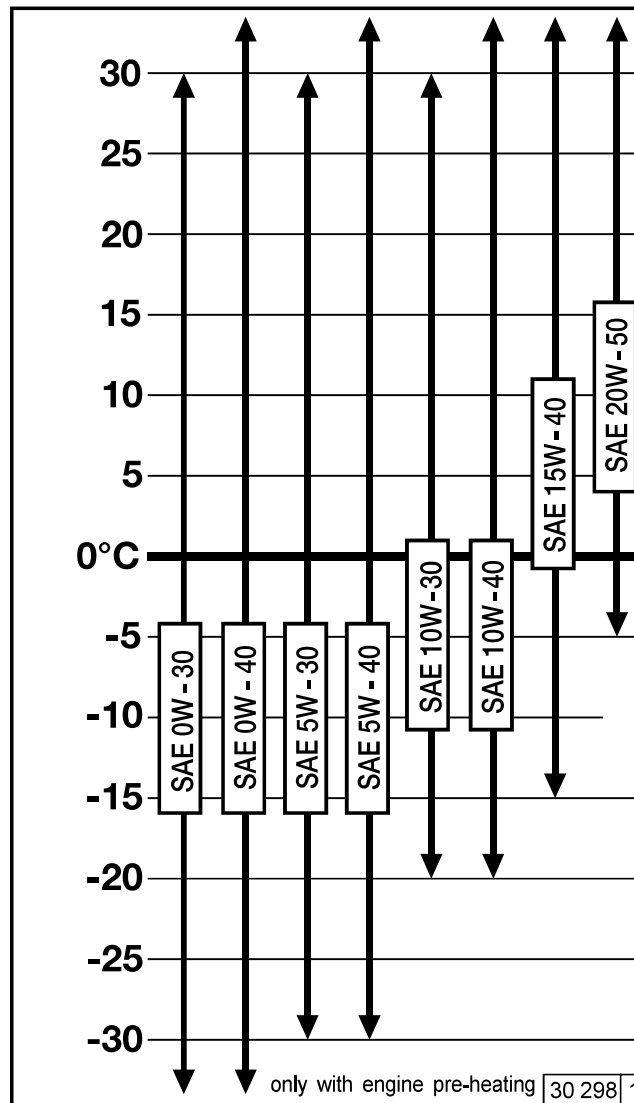 30
25
20
15
10
5
0°C
-5
-10
-15
-20
-25
-30
SAE 0W - 30
SAE 0W - 40
SAE 5W - 30
SAE 5W - 40
SAE 10W - 30
SAE 10W - 40
SAE 15W - 40
SAE 20W - 50
only with engine pre-heating
30 298
1